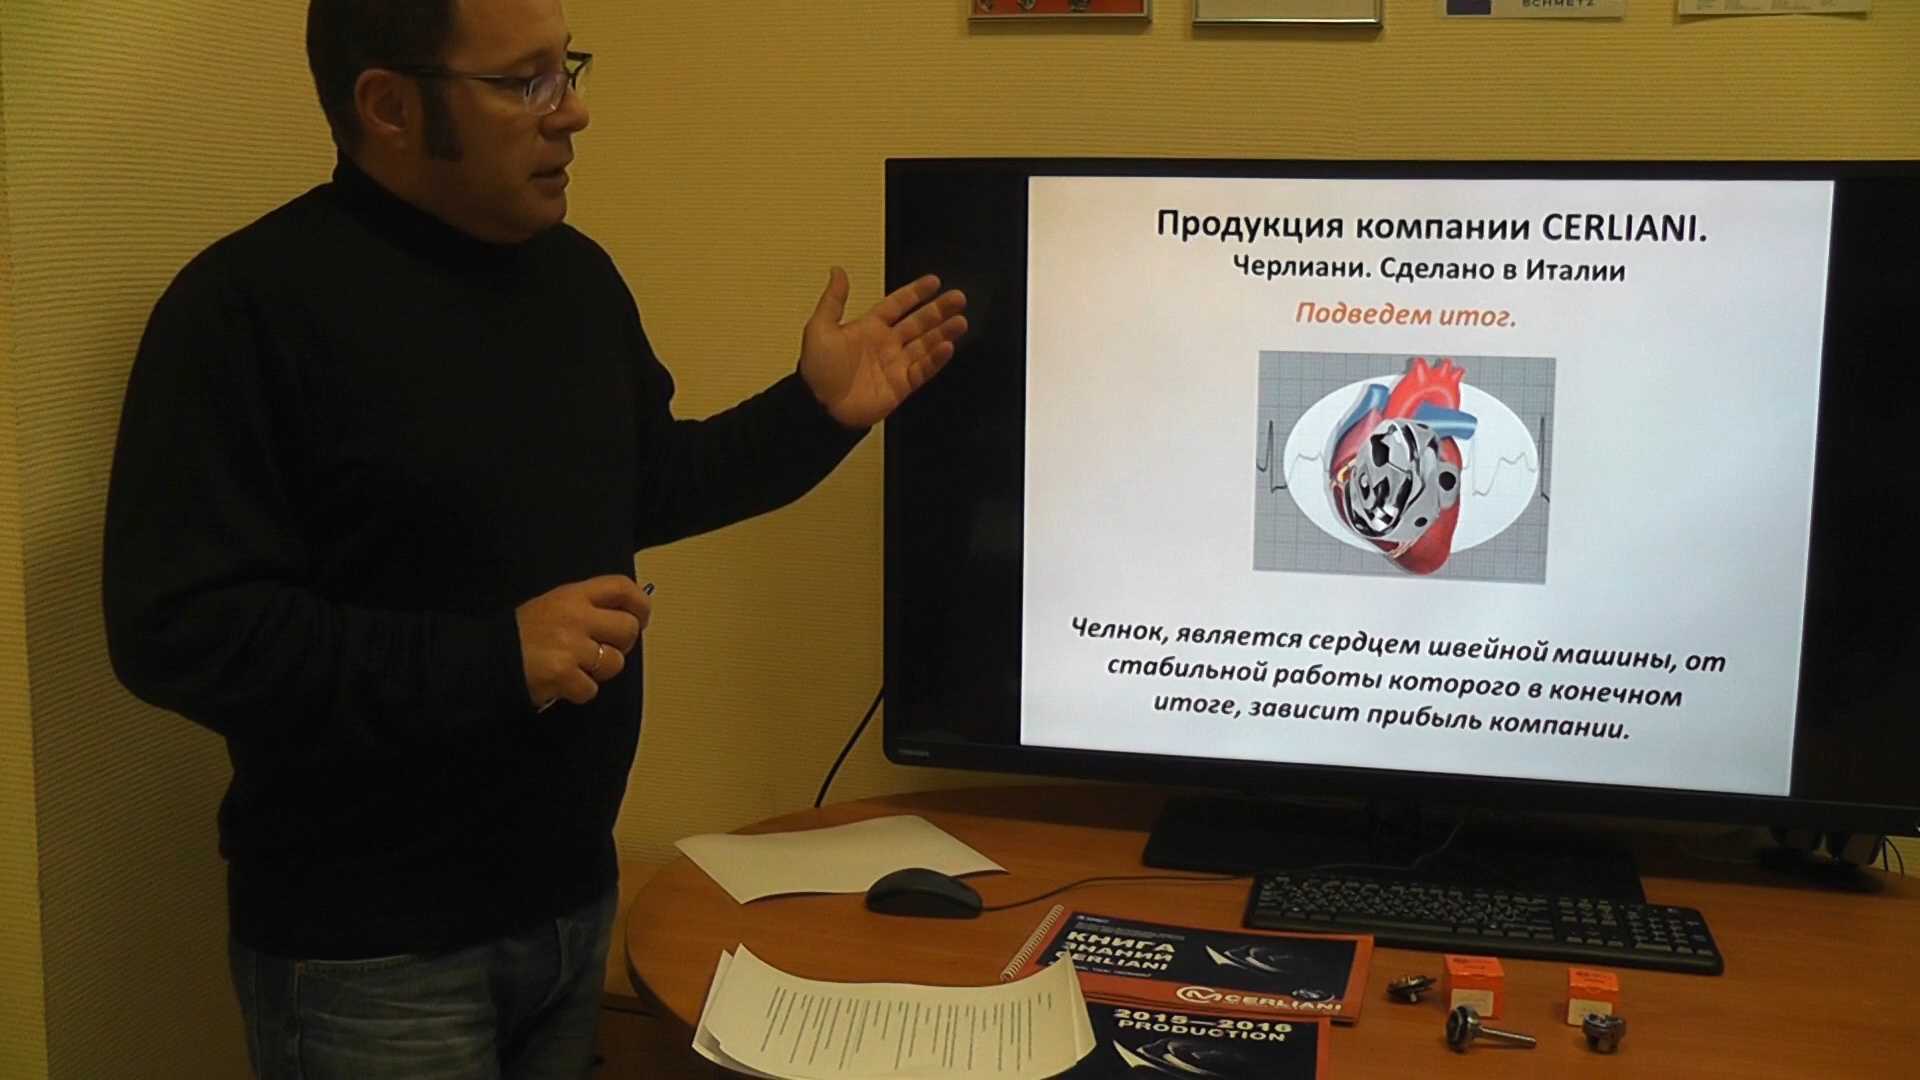 SCHMETZ
Продукция компании CERLIANI.
Черлиани. Сделано в Италии
Подведем итог.
Челнок, является сердцем швейной машины, от
стабильной работы которого в конечном
итоге, зависит прибыль компании.
TOSHIBA
КНИГА
ЗНАНИЙ
CERLIANI
CERLIANI
2015-2016
PRODUCTION